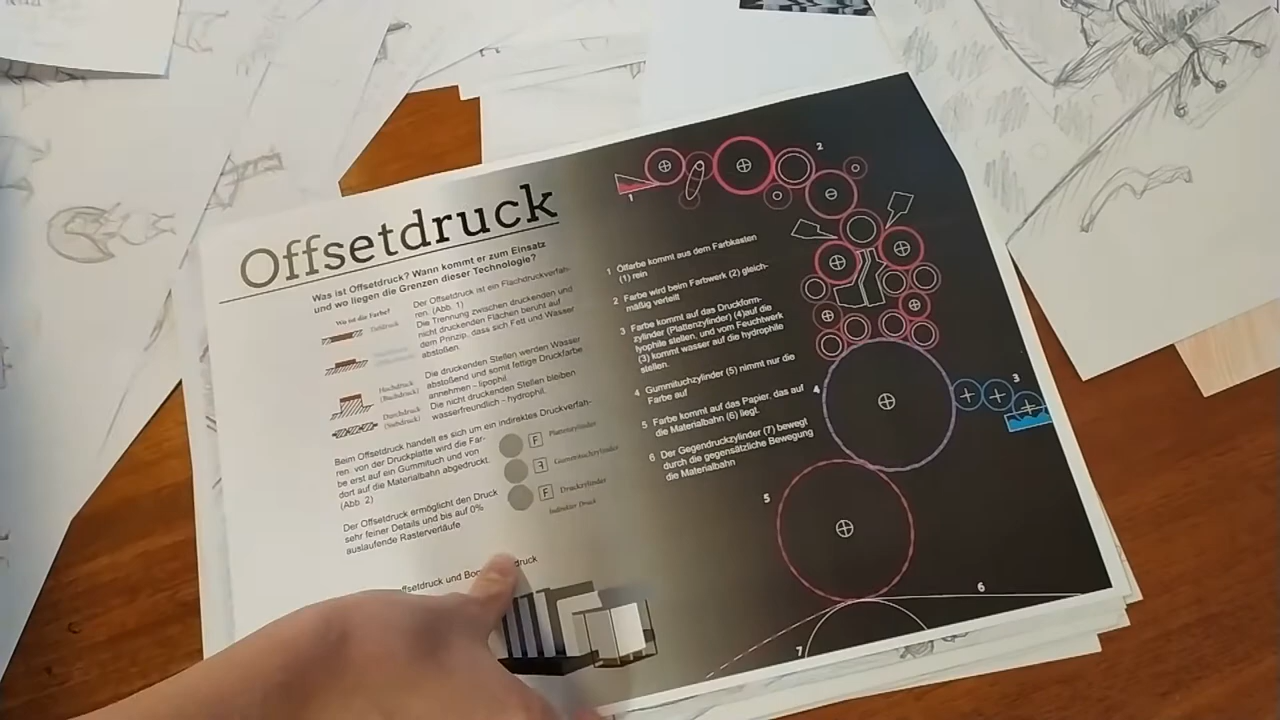 Offsetdruck
Was ist Offsetdruck? Wann kommt er zum Einsatz
und wo liegen die Grenzen dieser Technologie?
Wo ist die Farbe?
Tiefdruck
Hochdruck
(Buchdruck)
Durchdruck
(Siebdruck)
Der Offsetdruck ist ein Flachdruckverfah-
ren. (Abb. 1)
Die Trennung zwischen druckenden und
nicht druckenden Flächen beruht auf
dem Prinzip, dass sich Fett und Wasser
abstoßen.
Die druckenden Stellen werden Wasser
abstoßend und somit fettige Druckfarbe
annehmen - lipophil.
Die nicht druckenden Stellen bleiben
wasserfreundlich - hydrophil.
Beim Offsetdruck handelt es sich um ein indirektes Druckverfah-
ren. von der Druckplatte wird die Far-
be erst auf ein Gummituch und von
dort auf die Materialbahn abgedruckt.
(Abb. 2)
F Plattenzylinder
F Gummituchzylinder
F Druckzylinder
Indirekter Druck
Der Offsetdruck ermöglicht den Druck
sehr feiner Details und bis auf 0%
auslaufende Rasterverläufe.
ffsetdruck und druck
1 Ölfarbe kommt aus dem Farbkasten
(1) rein
2 Farbe wird beim Farbwerk (2) gleich-
mäßig verteilt
3 Farbe kommt auf das Druckform-
zylinder (Plattenzylinder) (4)auf die
lyophile stellen, und vom Feuchtwerk
(3) kommt wasser auf die hydrophile
stellen.
4 Gummituchzylinder (5) nimmt nur die
Farbe auf
5 Farbe kommt auf das Papier, das auf
die Materialbahn (6) liegt.
6 Der Gegendruckzylinder (7) bewegt
durch die gegensätzliche Bewegung
die Materialbahn
1
2
3
4
5
6
7